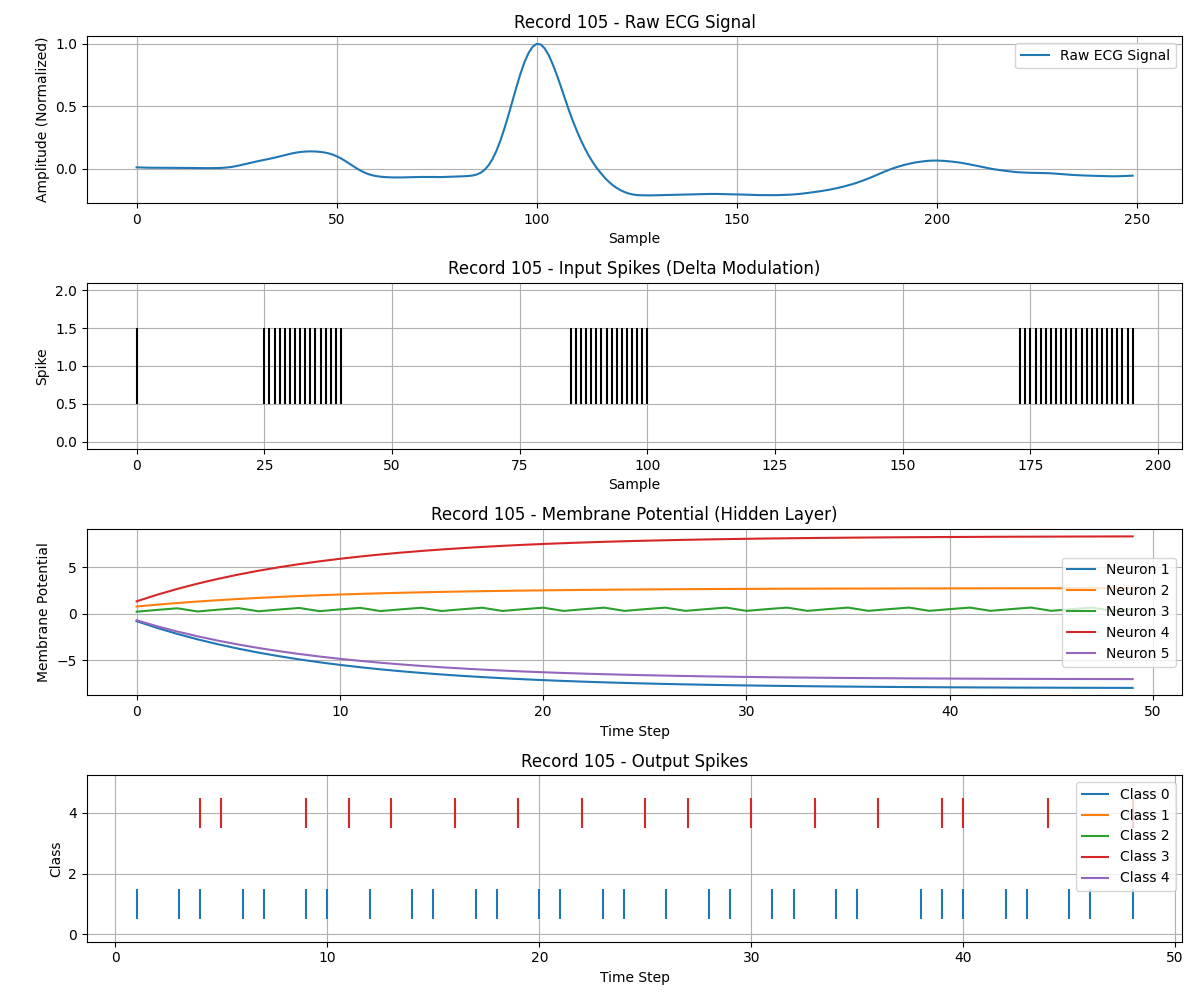 Record 105 - Raw ECG Signal
Amplitude (Normalized)
1.0
0.5
0.0
Raw ECG Signal
0 50 100 150 200 250
Sample
Record 105 - Input Spikes (Delta Modulation)
Spike
2.0
1.5
1.0
0.5
0.0
0 25 50 75 100 125 150 175 200
Sample
Record 105 - Membrane Potential (Hidden Layer)
Membrane Potential
5
0
−5
Neuron 1
Neuron 2
Neuron 3
Neuron 4
Neuron 5
0 10 20 30 40 50
Time Step
Record 105 - Output Spikes
Class
4
2
0
Class 0
Class 1
Class 2
Class 3
Class 4
0 10 20 30 40 50
Time Step